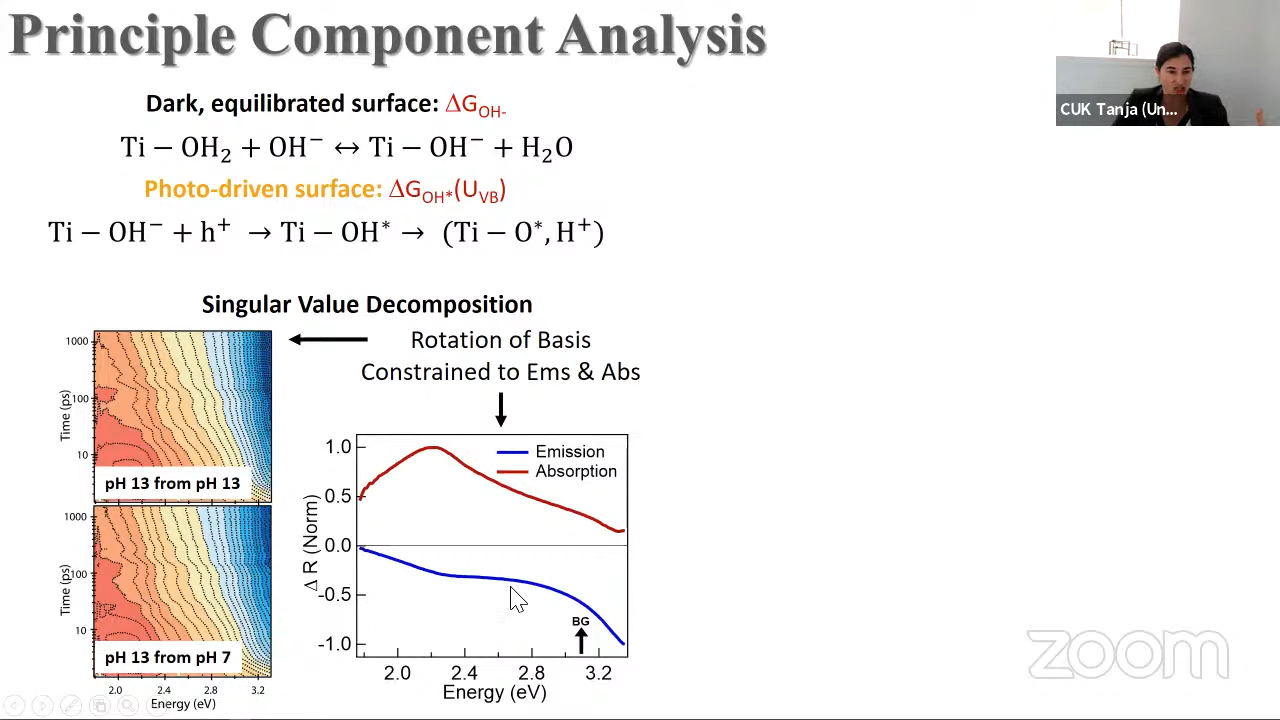 Principle Component Analysis
Dark, equilibrated surface: ΔG_OH-
Ti − OH₂ + OH⁻ ↔ Ti − OH⁻ + H₂O
Photo-driven surface: ΔG_OH*(U_VB)
Ti − OH⁻ + h⁺ → Ti − OH* → (Ti − O*, H⁺)
Singular Value Decomposition
Rotation of Basis
Constrained to Ems & Abs
1000
100
10
Time (ps)
pH 13 from pH 13
1000
100
10
Time (ps)
pH 13 from pH 7
2.0 2.4 2.8 3.2
Energy (eV)
1.0
0.5
0.0
-0.5
-1.0
Δ R (Norm)
Emission
Absorption
BG
2.0 2.4 2.8 3.2
Energy (eV)
CUK Tanja (Un...
zoom